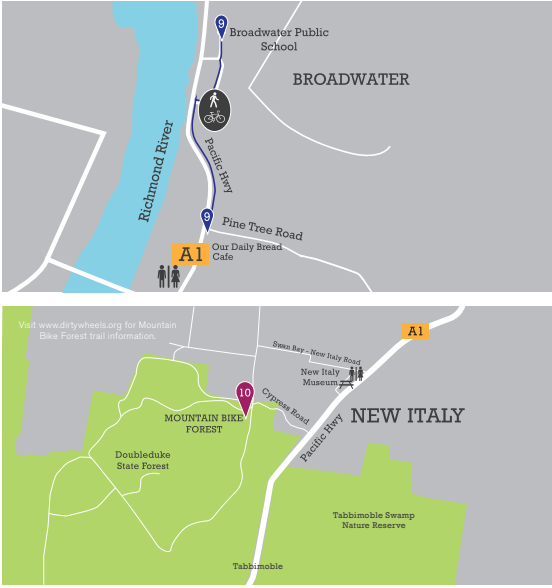 9
Broadwater Public
School
BROADWATER
Richmond River
Pacific Hwy
9
Pine Tree Road
A1
Our Daily Bread
Cafe
Visit www.dirtywheels.org for Mountain
Bike Forest trail information.
A1
Swan Bay - New Italy Road
New Italy
Museum
10
Cypress Road
MOUNTAIN BIKE
FOREST
NEW ITALY
Pacific Hwy
Doubleduke
State Forest
Tabbimoble Swamp
Nature Reserve
Tabbimoble